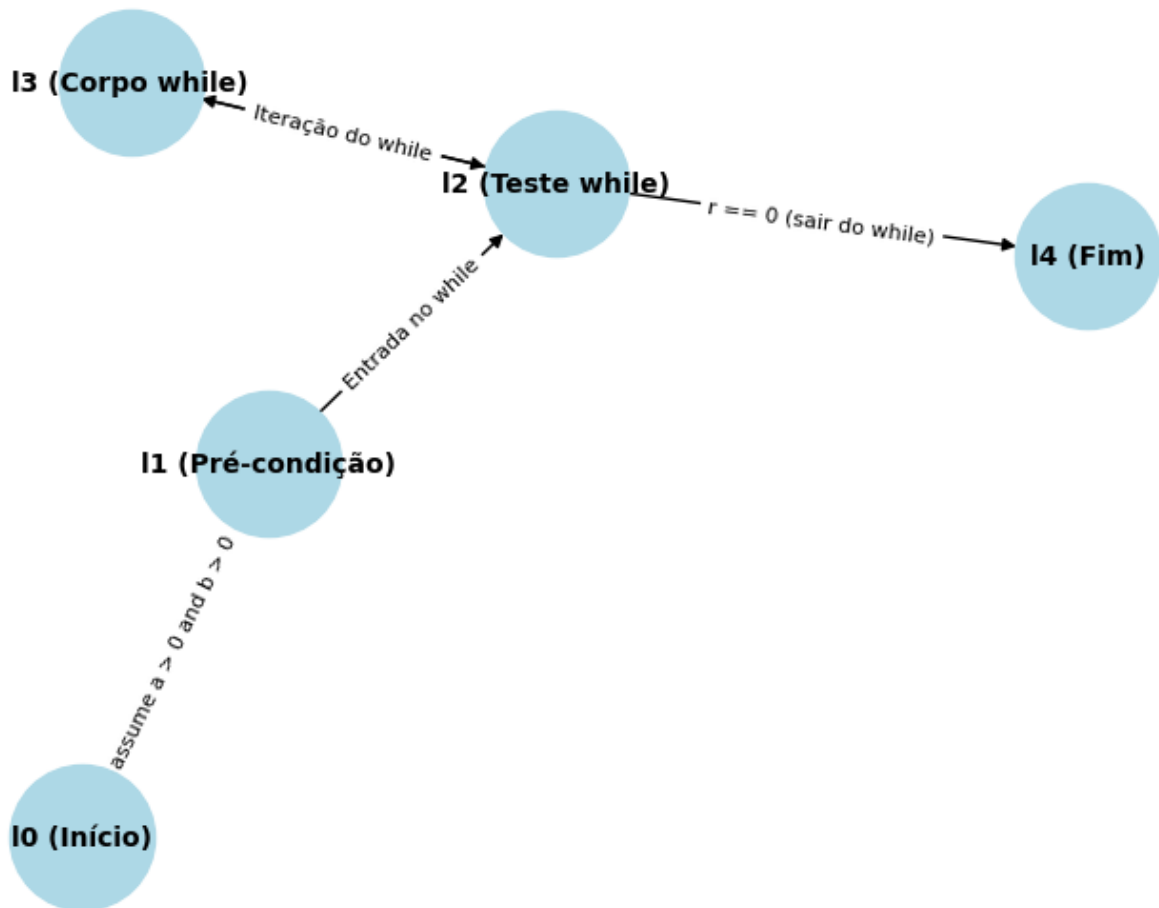 l3 (Corpo while)
Iteração do while
l2 (Teste while)
r == 0 (sair do while)
l4 (Fim)
Entrada no while
l1 (Pré-condição)
assume a > 0 and b > 0
l0 (Início)